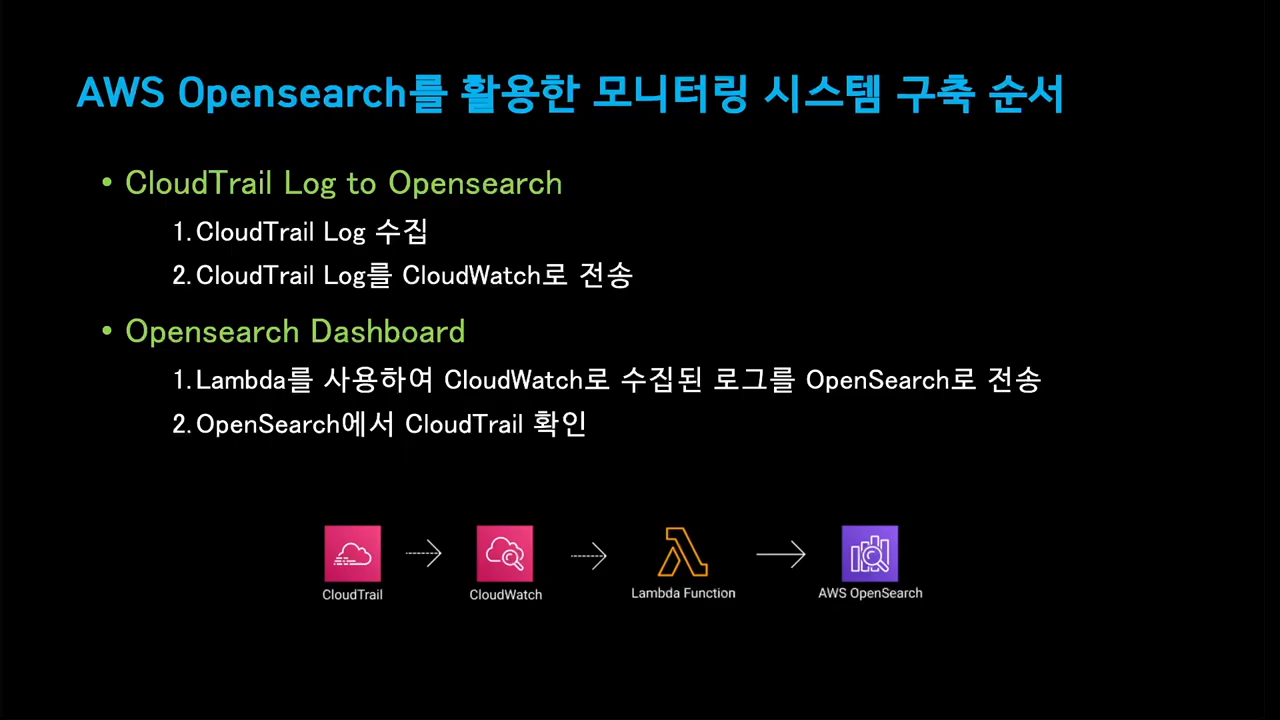 AWS Opensearch를 활용한 모니터링 시스템 구축 순서
• CloudTrail Log to Opensearch
1. CloudTrail Log 수집
2. CloudTrail Log를 CloudWatch로 전송
• Opensearch Dashboard
1. Lambda를 사용하여 CloudWatch로 수집된 로그를 OpenSearch로 전송
2. OpenSearch에서 CloudTrail 확인
CloudTrail CloudWatch Lambda Function AWS OpenSearch